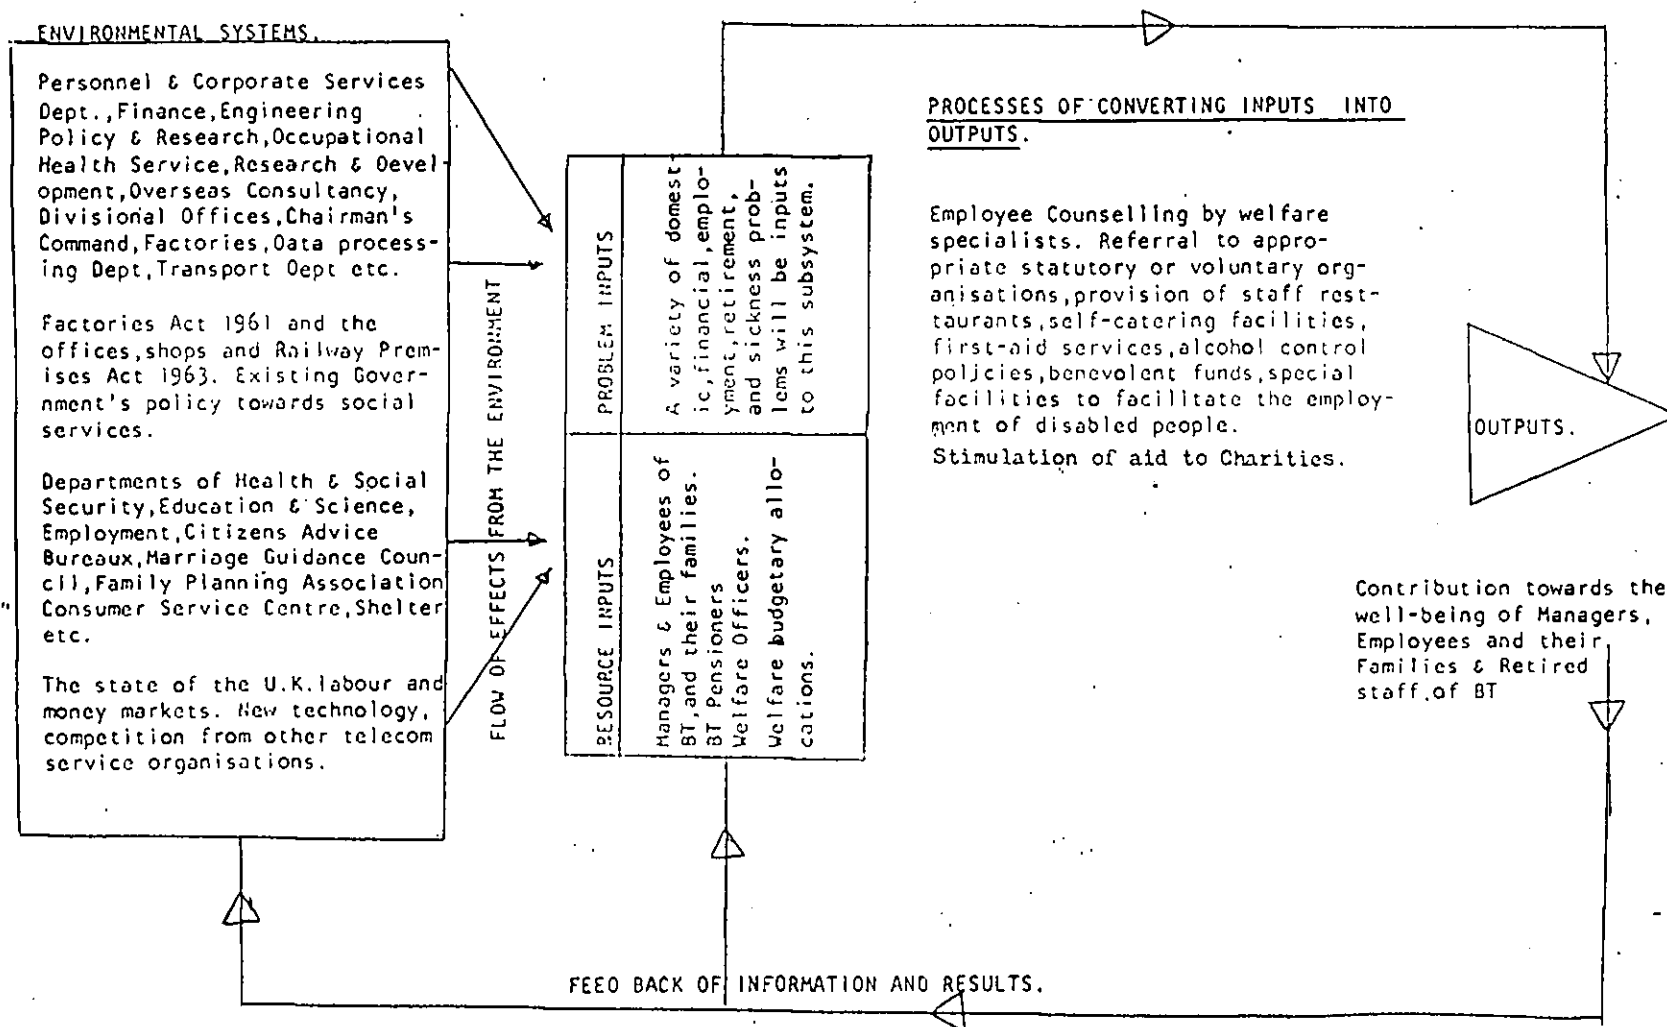 ENVIRONMENTAL SYSTEMS.
Personnel & Corporate Services
Dept.,Finance,Engineering
Policy & Research,Occupational
Health Service,Research & Devel-
opment,Overseas Consultancy,
Divisional Offices,Chairman's
Command,Factories,Data process-
ing Dept,Transport Dept etc.
Factories Act 1961 and the
offices,shops and Railway Prem-
ises Act 1963. Existing Gover-
nment's policy towards social
services.
Departments of Health & Social
Security,Education & Science,
Employment,Citizens Advice
Bureaux,Marriage Guidance Coun-
cil,Family Planning Association
Consumer Service Centre,Shelter
etc.
The state of the U.K.labour and
money markets. New technology,
competition from other telecom
service organisations.
FLOW OF EFFECTS FROM THE ENVIRONMENT
PROBLEM INPUTS
A variety of domest-
ic,financial,emplo-
yment,retirement,
and sickness prob-
lems will be inputs
to this subsystem.
RESOURCE INPUTS
Managers & Employees of
BT,and their families.
BT Pensioners
Welfare Officers.
Welfare budgetary allo-
cations.
PROCESSES OF CONVERTING INPUTS INTO
OUTPUTS.
Employee Counselling by welfare
specialists. Referral to appro-
priate statutory or voluntary org-
anisations,provision of staff rest-
taurants,self-catering facilities,
first-aid services,alcohol control
policies,benevolent funds,special
facilities to facilitate the employ-
ment of disabled people.
Stimulation of aid to Charities.
OUTPUTS.
Contribution towards the
well-being of Managers,
Employees and their
Families & Retired
staff.of BT
FEED BACK OF INFORMATION AND RESULTS.